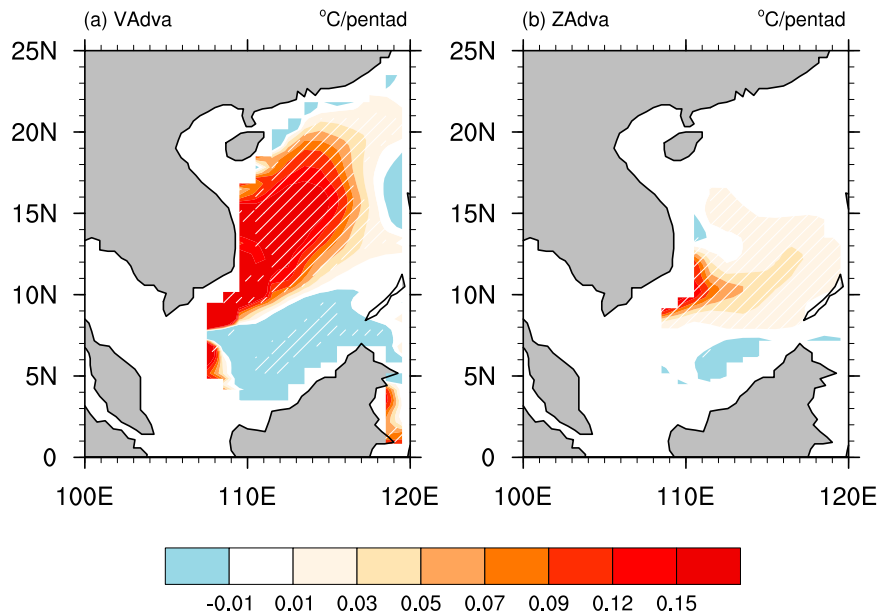 (a) VAdva °C/pentad (b) ZAdva °C/pentad
25N 25N
20N 20N
15N 15N
10N 10N
5N 5N
0 0
100E 110E 120E 100E 110E 120E
-0.01 0.01 0.03 0.05 0.07 0.09 0.12 0.15